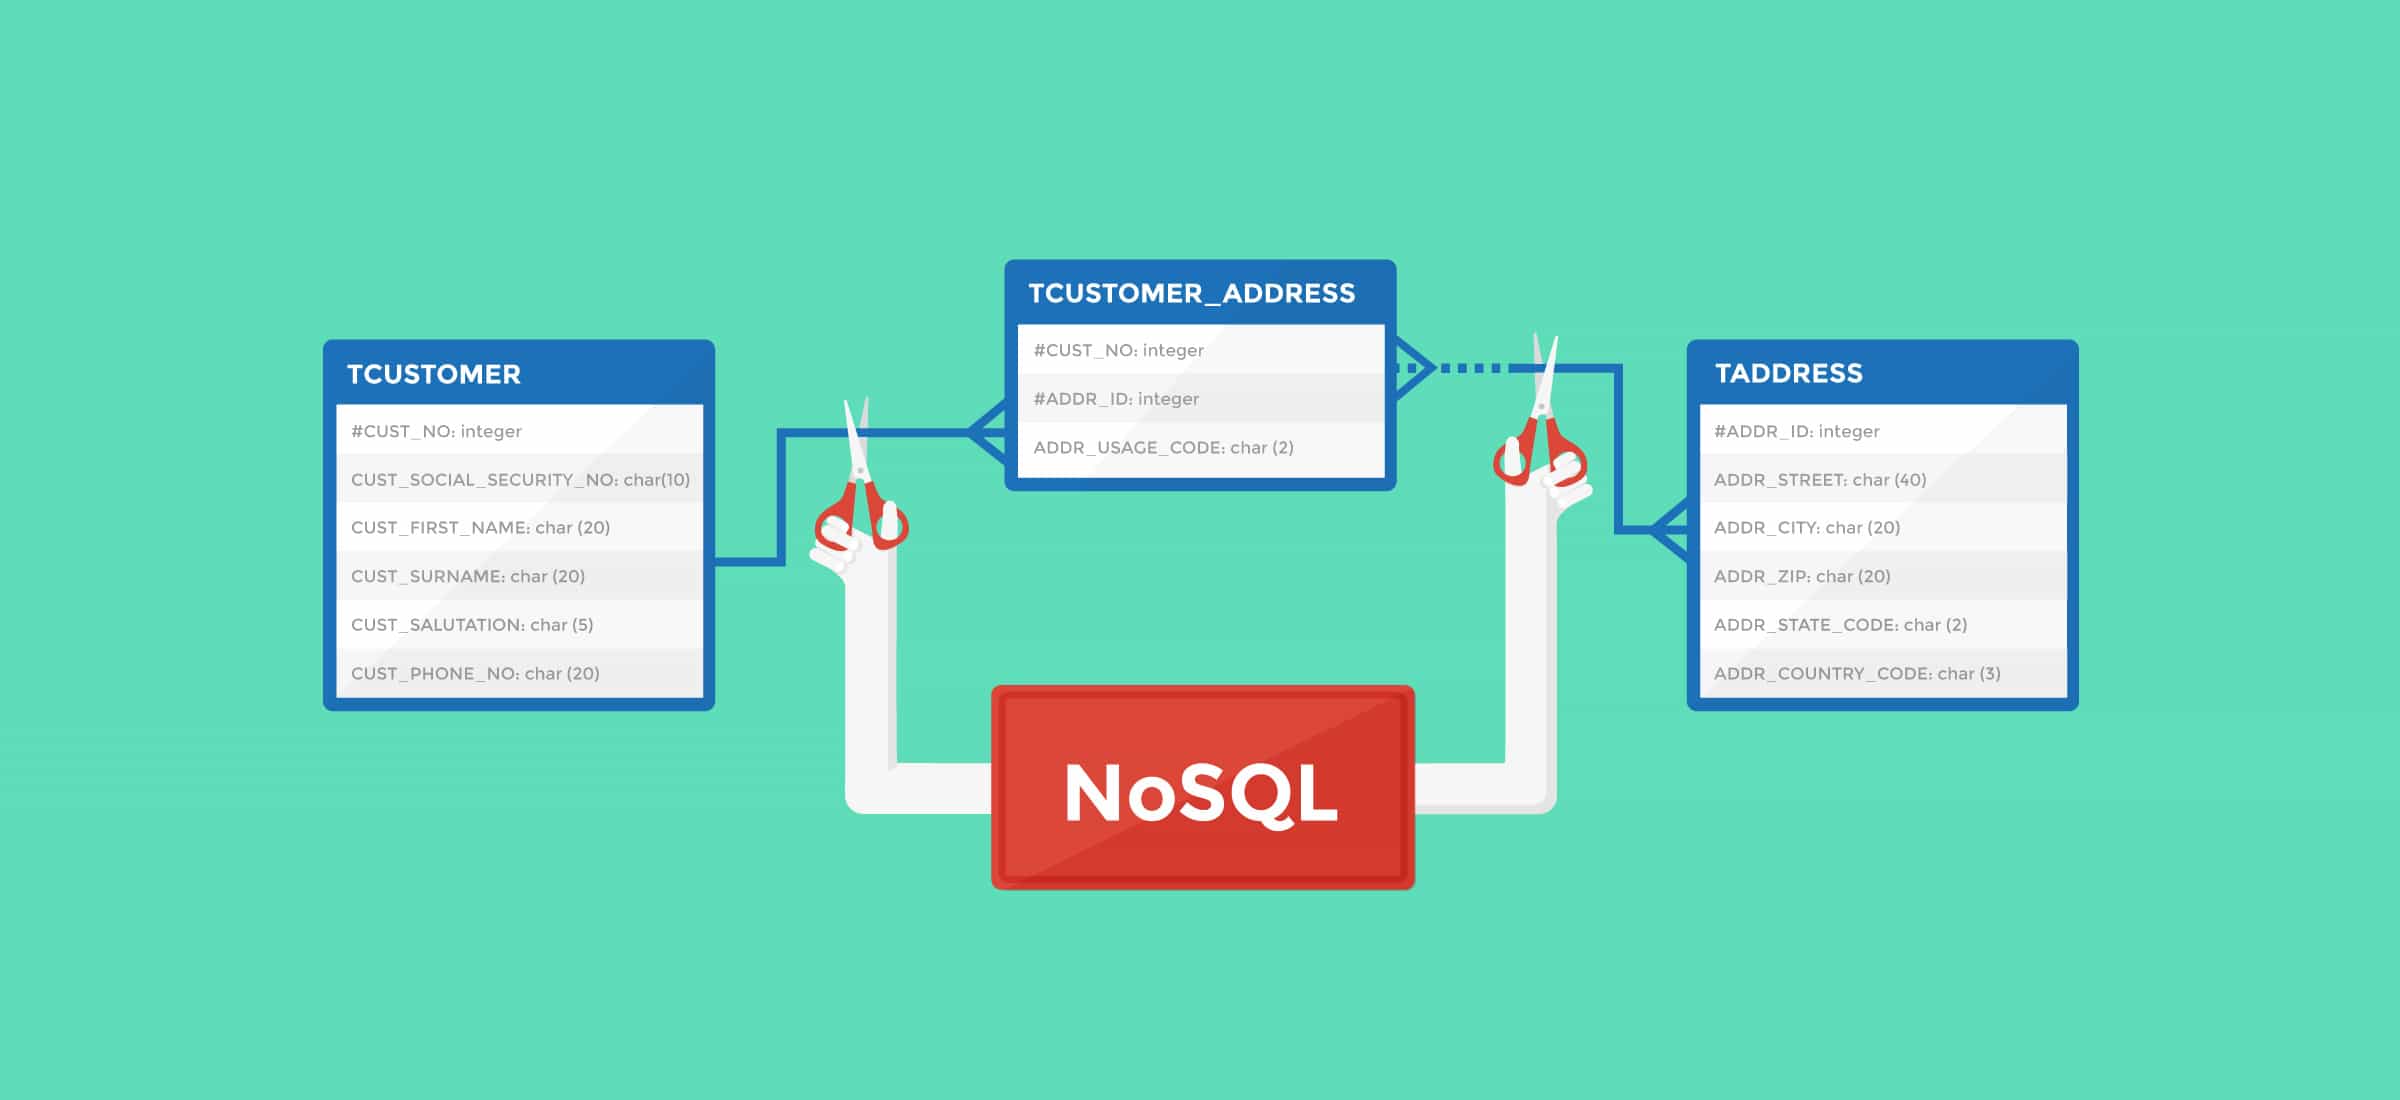 TCUSTOMER
#CUST_NO: integer
CUST_SOCIAL_SECURITY_NO: char(10)
CUST_FIRST_NAME: char (20)
CUST_SURNAME: char (20)
CUST_SALUTATION: char (5)
CUST_PHONE_NO: char (20)
TCUSTOMER_ADDRESS
#CUST_NO: integer
#ADDR_ID: integer
ADDR_USAGE_CODE: char (2)
TADDRESS
#ADDR_ID: integer
ADDR_STREET: char (40)
ADDR_CITY: char (20)
ADDR_ZIP: char (20)
ADDR_STATE_CODE: char (2)
ADDR_COUNTRY_CODE: char (3)
NoSQL